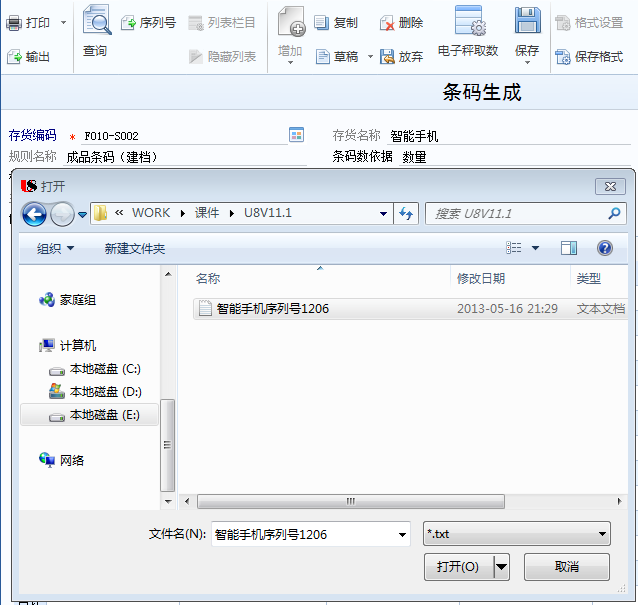 打印 查询 序列号 列表栏目 增加 复制 删除 电子秤取数 保存 格式设置
输出 隐藏列表 草稿 放弃 保存格式
条码生成
存货编码 * F010-S002 存货名称 智能手机
规则名称 成品条码（建档） 条码数依据 数量
打开
« WORK 课件 U8V11.1 搜索 U8V11.1
组织 新建文件夹
名称 修改日期 类型
家庭组 智能手机序列号1206 2013-05-16 21:29 文本文档
计算机
本地磁盘 (C:)
本地磁盘 (D:)
本地磁盘 (E:)
网络
文件名(N): 智能手机序列号1206 *.txt
打开(O) 取消